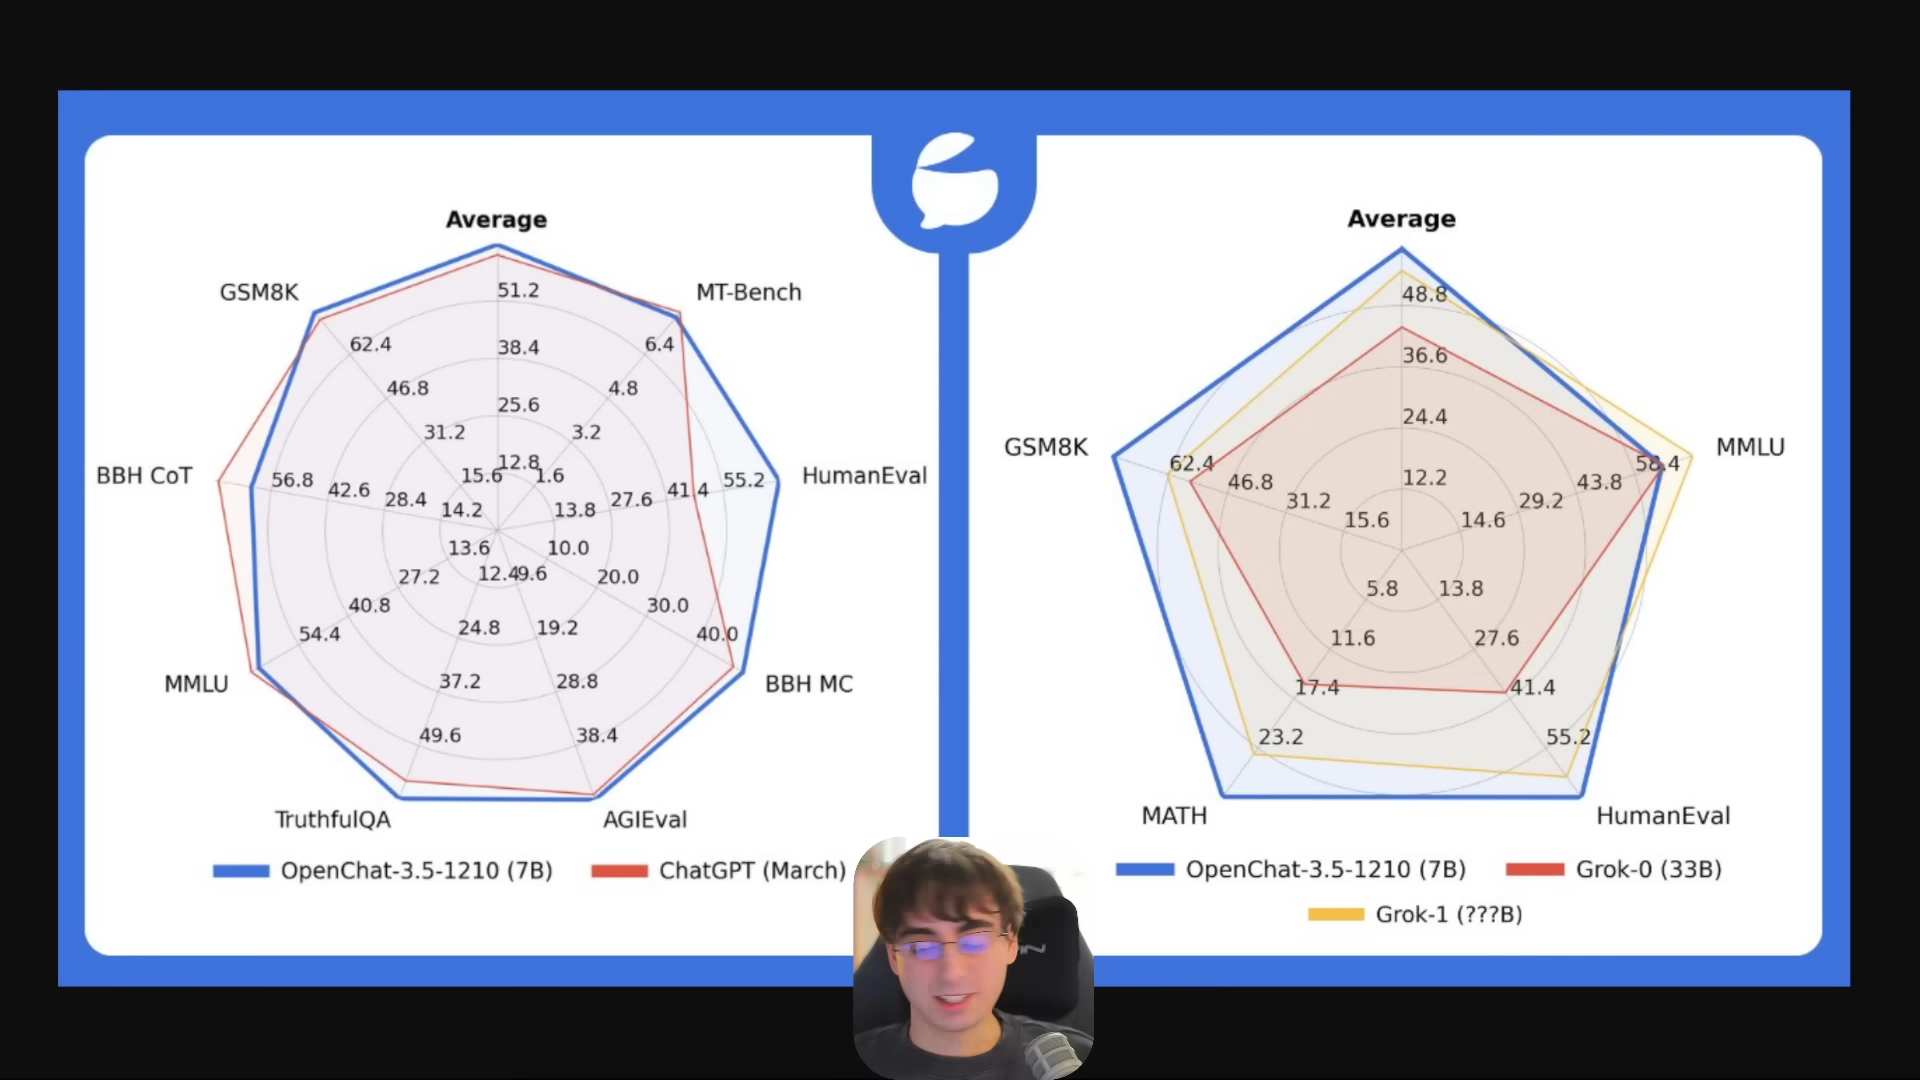 Average
GSM8K
MT-Bench
51.2
62.4
38.4
6.4
46.8
4.8
25.6
31.2
3.2
12.8
15.6
1.6
BBH CoT
56.8
42.6
28.4
14.2
13.8
27.6
41.4
55.2
HumanEval
13.6
10.0
27.2
12.4
9.6
20.0
40.8
30.0
54.4
24.8
19.2
40.0
MMLU
37.2
28.8
BBH MC
49.6
38.4
TruthfulQA
AGIEval
OpenChat-3.5-1210 (7B)
ChatGPT (March)
Average
48.8
36.6
24.4
12.2
GSM8K
62.4
46.8
31.2
15.6
14.6
29.2
43.8
58.4
MMLU
5.8
13.8
11.6
27.6
17.4
41.4
23.2
55.2
MATH
HumanEval
OpenChat-3.5-1210 (7B)
Grok-0 (33B)
Grok-1 (???B)